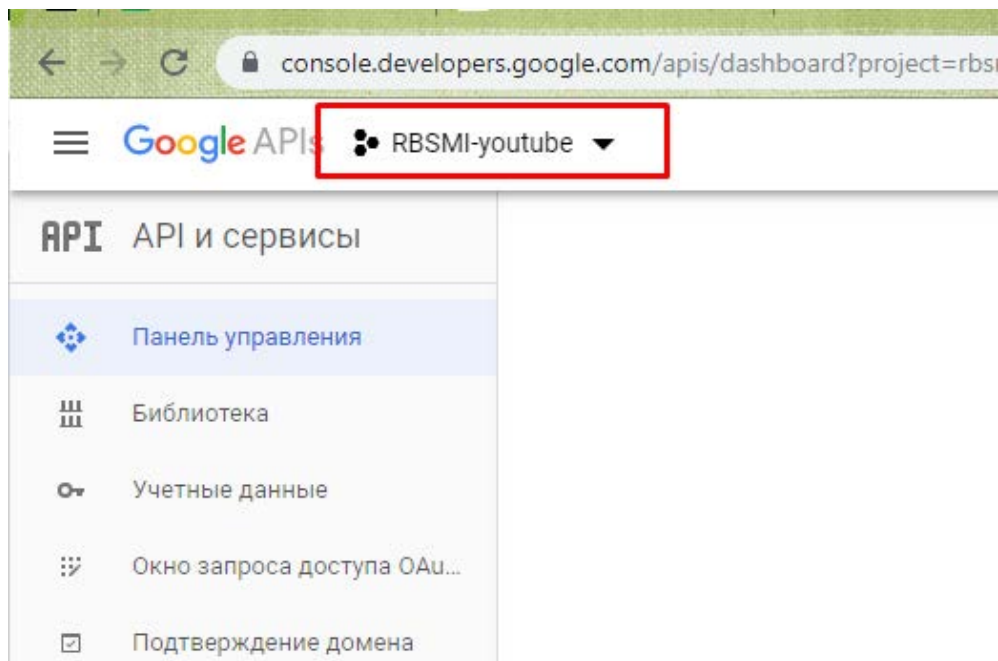 console.developers.google.com/apis/dashboard?project=rbs
Google APIs RBSMI-youtube
API API и сервисы
Панель управления
Библиотека
Учетные данные
Окно запроса доступа OAu...
Подтверждение домена